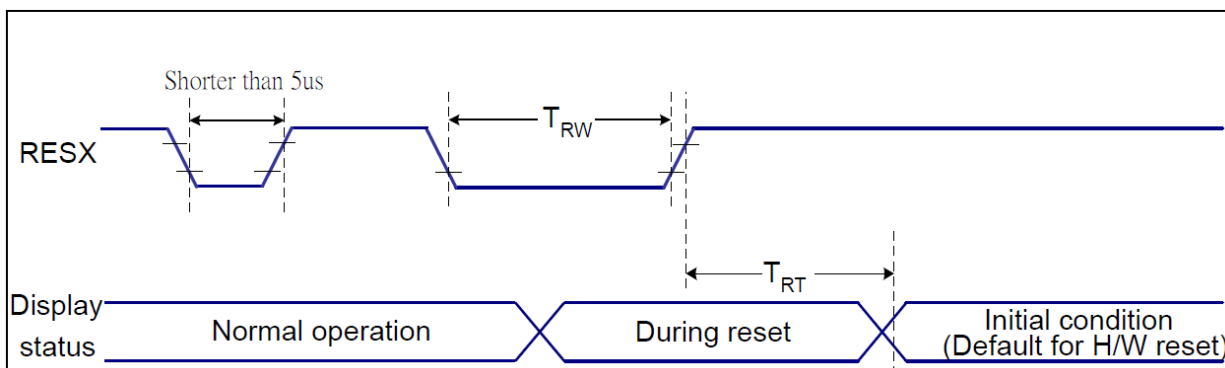 Shorter than 5us
RESX
TRW
TRT
Display
status
Normal operation
During reset
Initial condition
(Default for H/W reset)